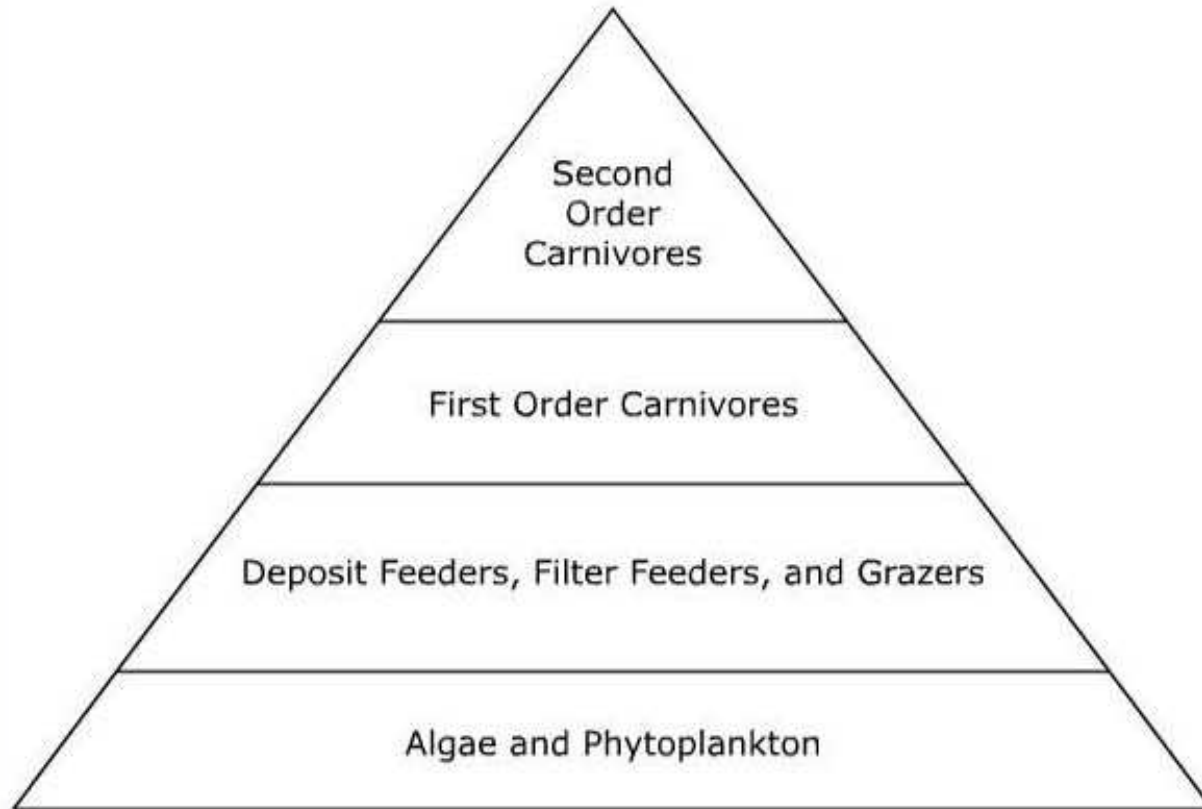 Second
Order
Carnivores
First Order Carnivores
Deposit Feeders, Filter Feeders, and Grazers
Algae and Phytoplankton